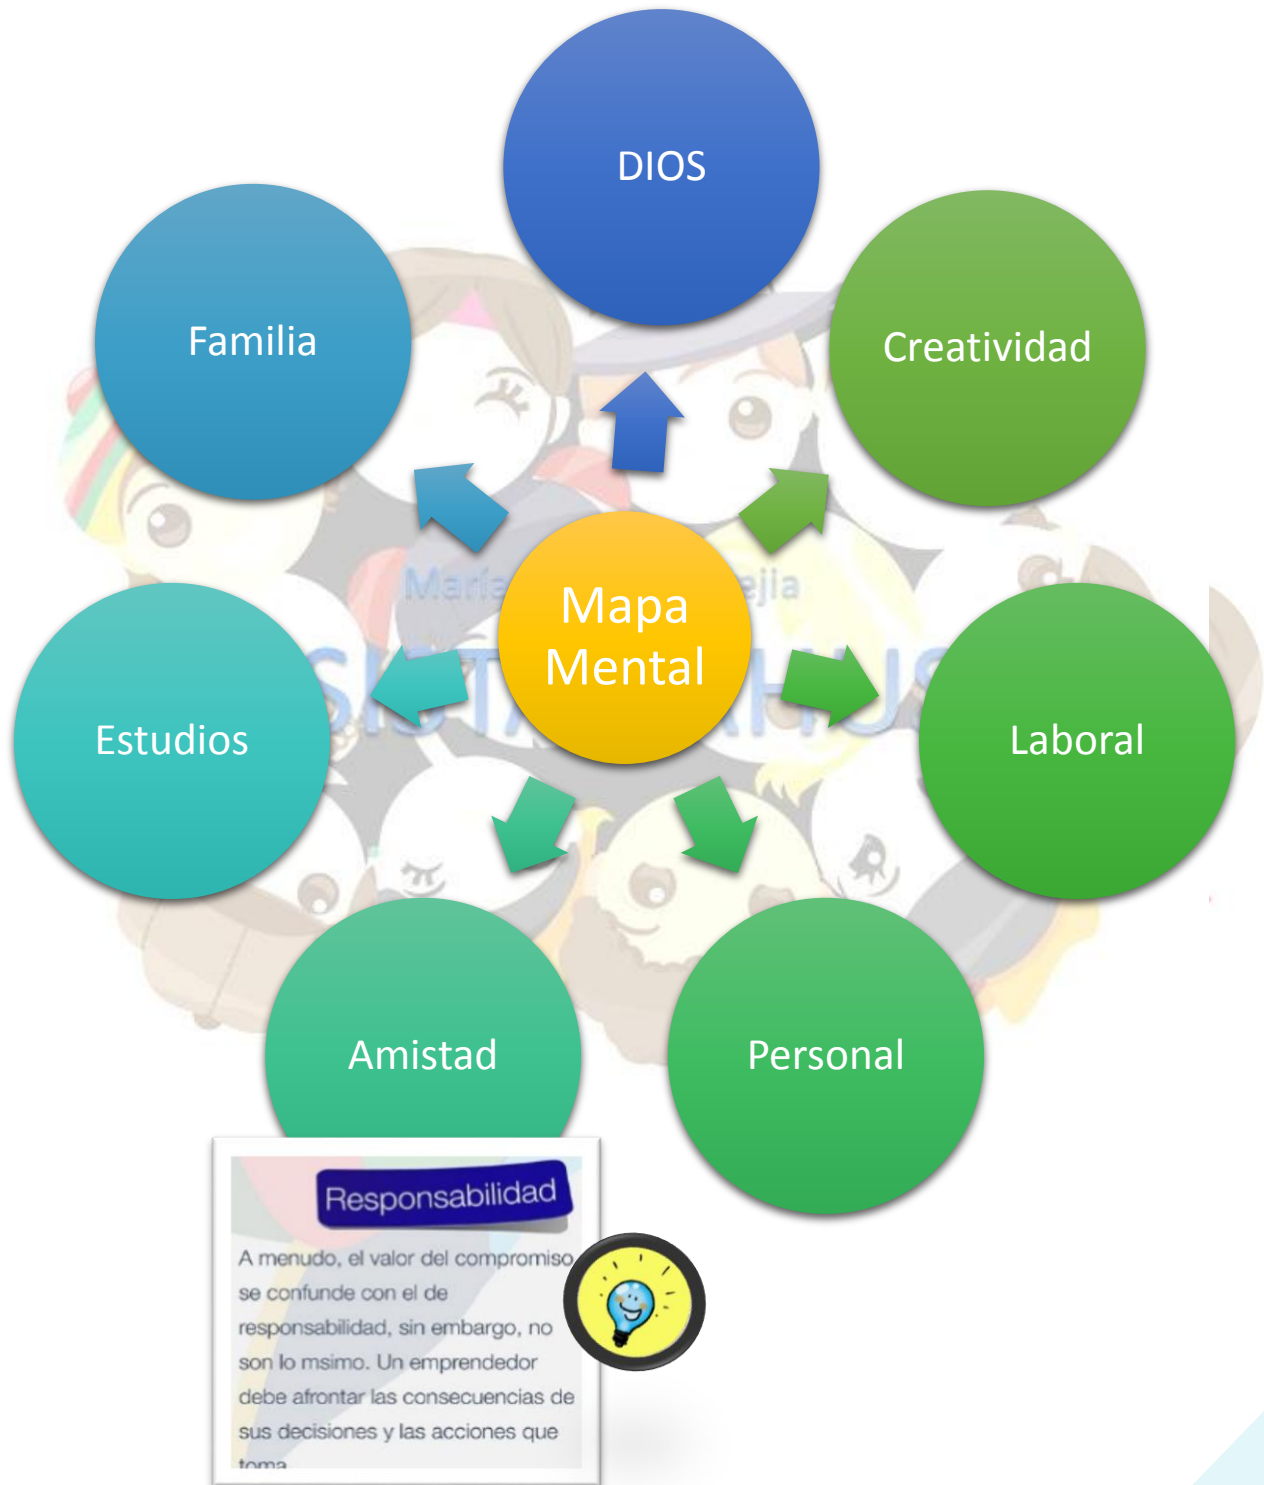 DIOS
Familia
Creatividad
María
ejia
Mapa
Mental
Estudios
Laboral
Amistad
Personal
Responsabilidad
A menudo, el valor del compromiso
se confunde con el de
responsabilidad, sin embargo, no
son lo msimo. Un emprendedor
debe afrontar las consecuencias de
sus decisiones y las acciones que
toma